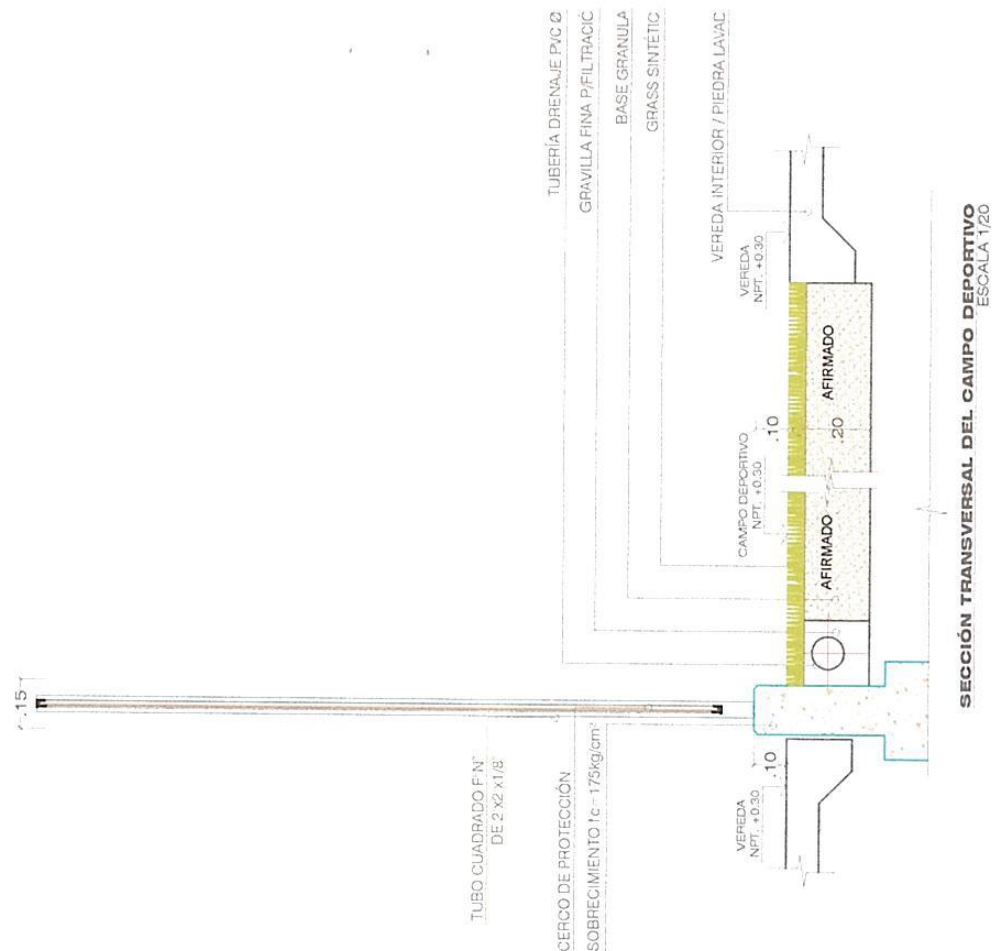 TUBERÍA DRENAJE PVC Ø
GRAVILLA FINA P/FILTRACIÓ
BASE GRANULA
GRASS SINTÉTIC
VEREDA INTERIOR / PIEDRA LAVAD
VEREDA
NPT. +0.30
CAMPO DEPORTIVO
NPT. +0.30
.10
.20
AFIRMADO
AFIRMADO
.15
TUBO CUADRADO
DE 2"x2"x1/8"
CERCO DE PROTECCIÓN
SOBRECIMIENTO f'c=175kg/cm²
VEREDA
NPT. +0.30
.10
SECCIÓN TRANSVERSAL DEL CAMPO DEPORTIVO
ESCALA 1/20